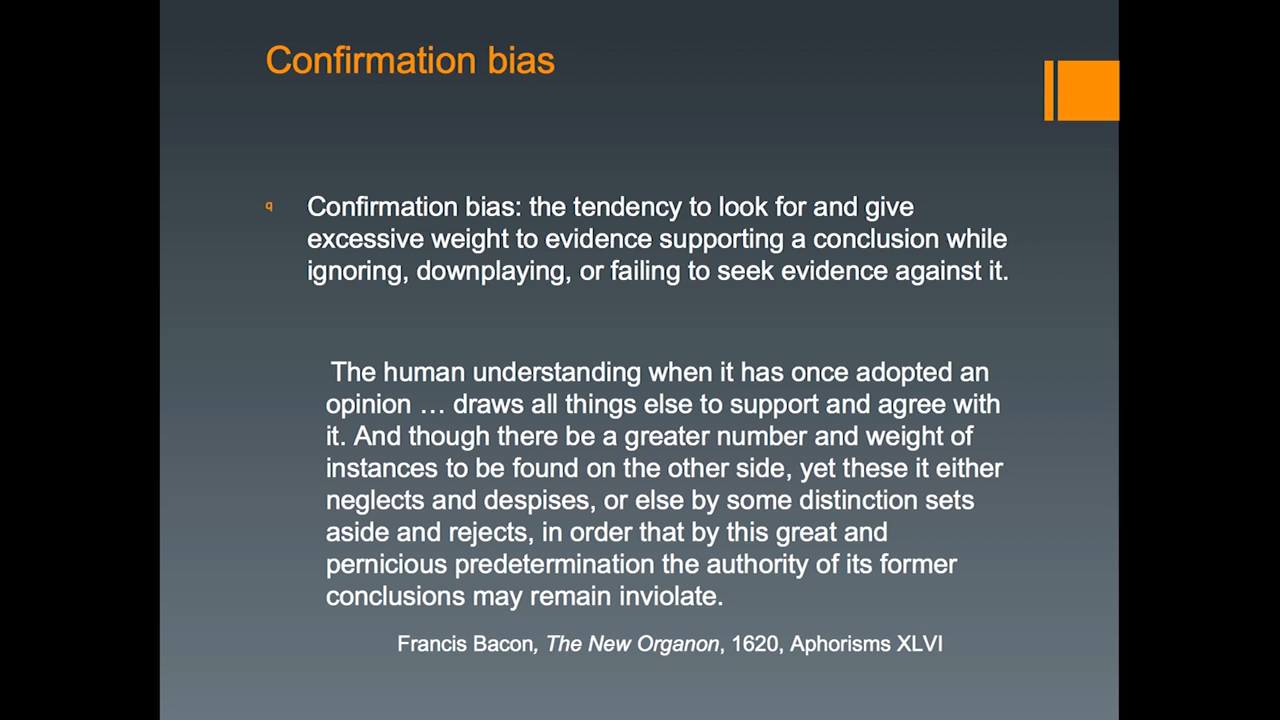 Confirmation bias
q Confirmation bias: the tendency to look for and give
excessive weight to evidence supporting a conclusion while
ignoring, downplaying, or failing to seek evidence against it.
The human understanding when it has once adopted an
opinion … draws all things else to support and agree with
it. And though there be a greater number and weight of
instances to be found on the other side, yet these it either
neglects and despises, or else by some distinction sets
aside and rejects, in order that by this great and
pernicious predetermination the authority of its former
conclusions may remain inviolate.
Francis Bacon, The New Organon, 1620, Aphorisms XLVI